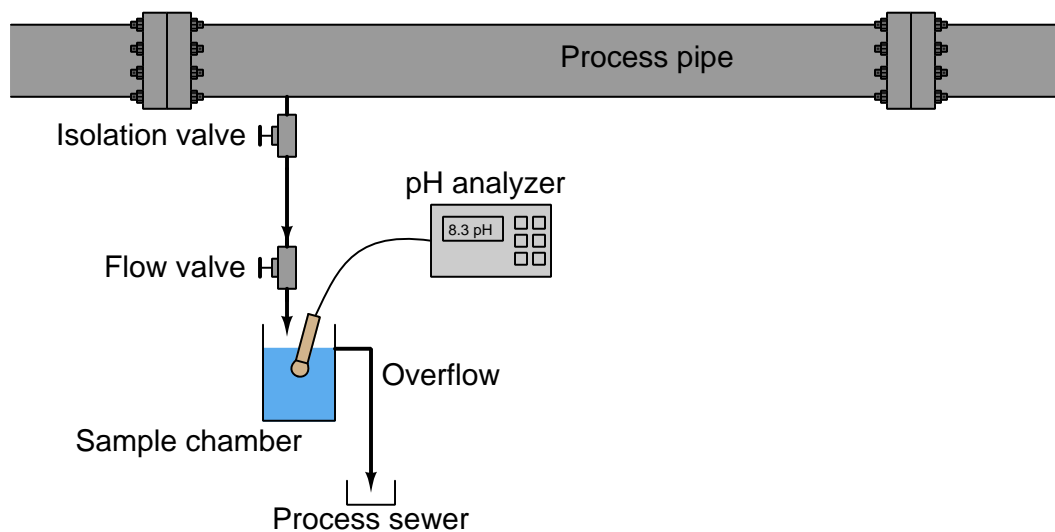 Process pipe
Isolation valve
pH analyzer
8.3 pH
Flow valve
Overflow
Sample chamber
Process sewer